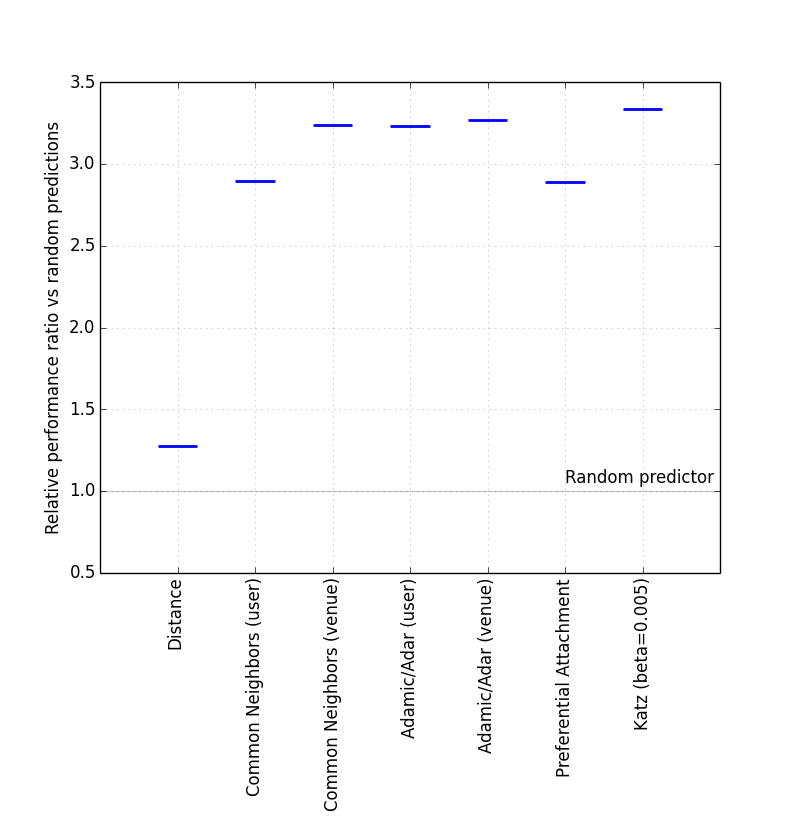 Relative performance ratio vs random predictions
3.5
3.0
2.5
2.0
1.5
1.0
0.5
Random predictor
Distance
Common Neighbors (user)
Common Neighbors (venue)
Adamic/Adar (user)
Adamic/Adar (venue)
Preferential Attachment
Katz (beta=0.005)